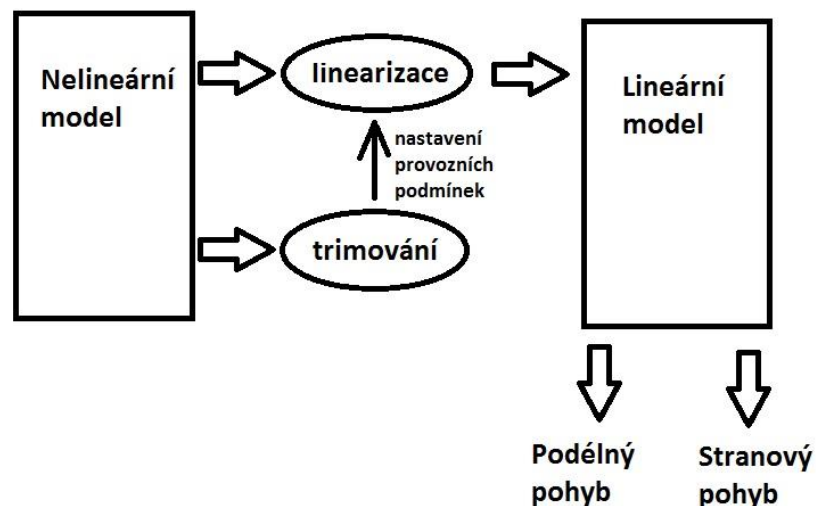 Nelineární
model
linearizace
nastavení
provozních
podmínek
trimování
Lineární
model
Podélný
pohyb
Stranový
pohyb